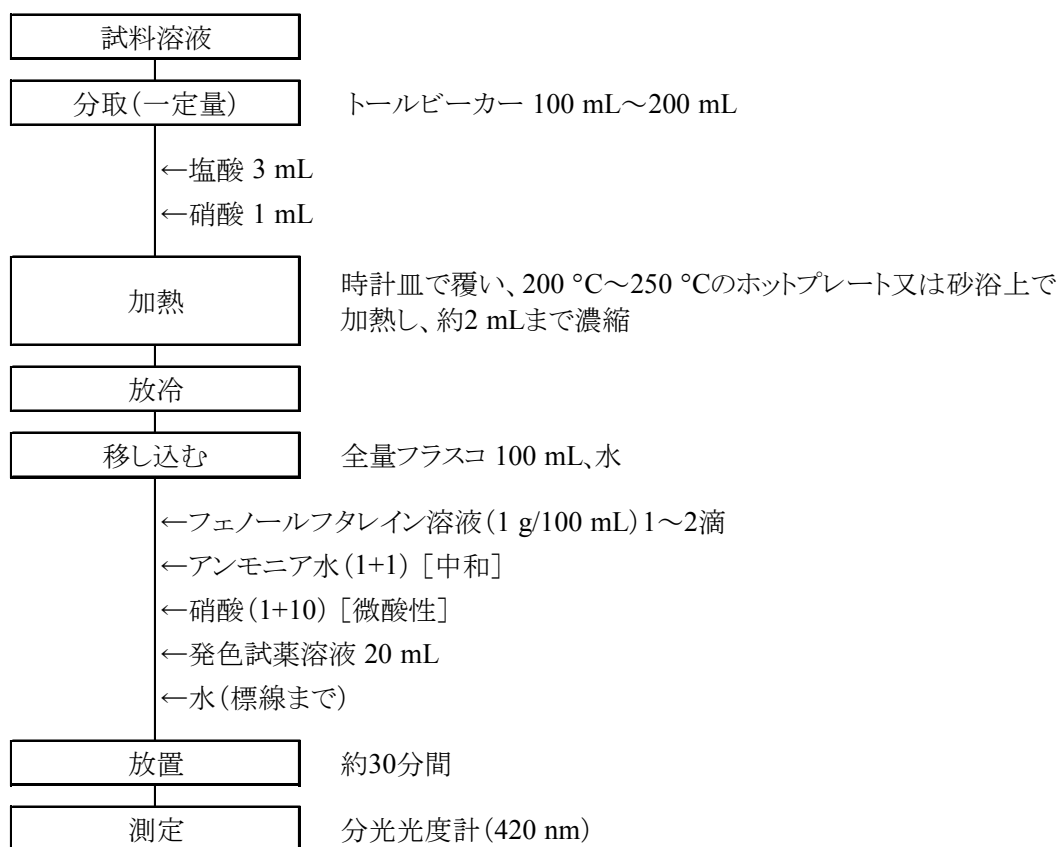 試料溶液
分取(一定量) トールビーカー 100 mL～200 mL
←塩酸 3 mL
←硝酸 1 mL
加熱 時計皿で覆い、200 °C～250 °Cのホットプレート又は砂浴上で
加熱し、約2 mLまで濃縮
放冷
移し込む 全量フラスコ 100 mL、水
←フェノールフタレイン溶液(1 g/100 mL)1～2滴
←アンモニア水(1+1)［中和］
←硝酸(1+10)［微酸性］
←発色試薬溶液 20 mL
←水(標線まで)
放置 約30分間
測定 分光光度計(420 nm)